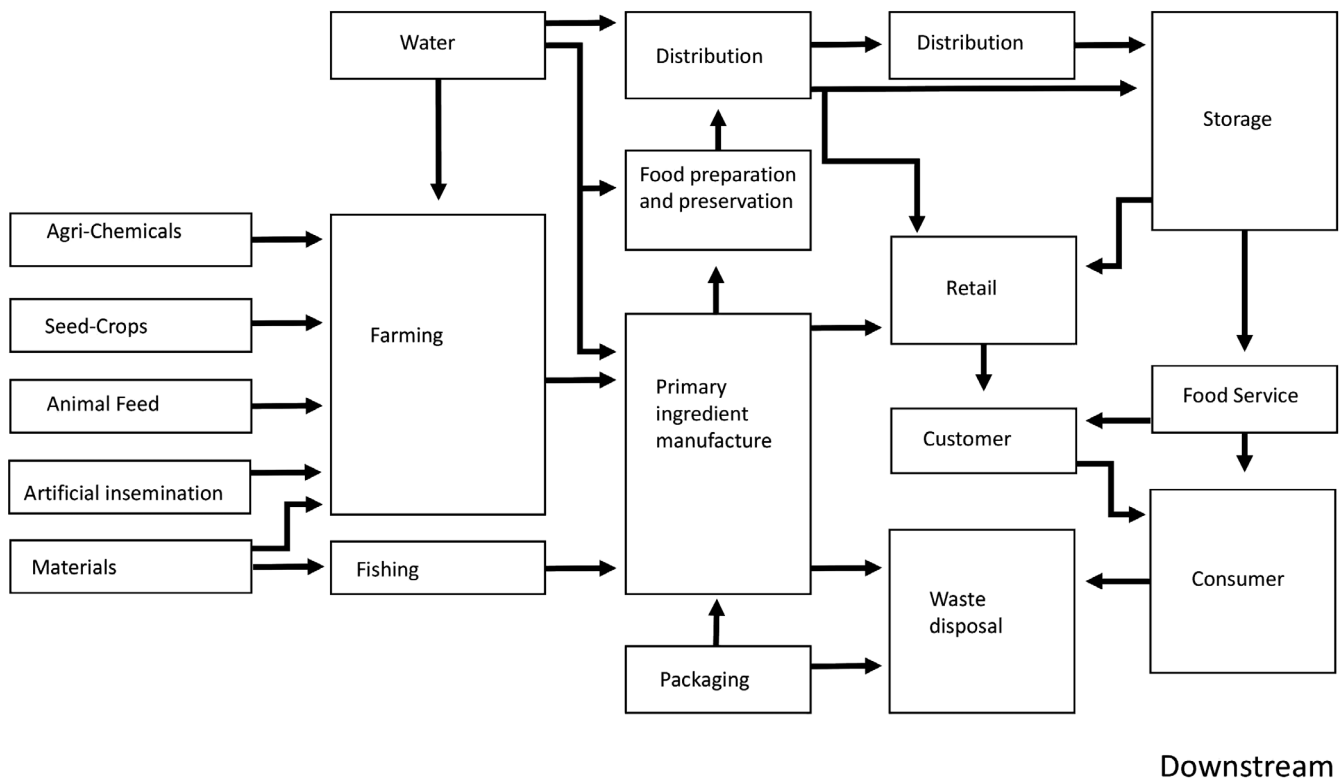 Water
Distribution
Distribution
Storage
Food preparation
and preservation
Agri-Chemicals
Seed-Crops
Farming
Retail
Animal Feed
Primary
ingredient
manufacture
Food Service
Customer
Artificial insemination
Materials
Fishing
Waste
disposal
Consumer
Packaging
Downstream